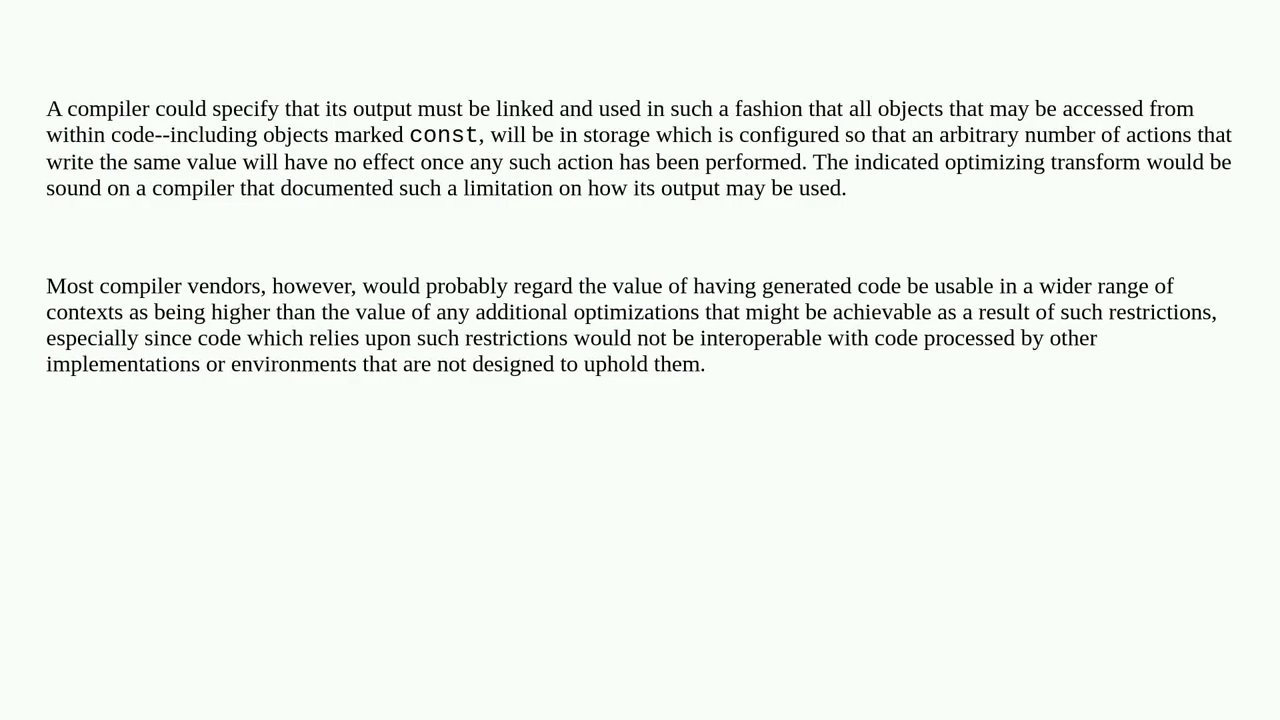 A compiler could specify that its output must be linked and used in such a fashion that all objects that may be accessed from
within code--including objects marked const, will be in storage which is configured so that an arbitrary number of actions that
write the same value will have no effect once any such action has been performed. The indicated optimizing transform would be
sound on a compiler that documented such a limitation on how its output may be used.
Most compiler vendors, however, would probably regard the value of having generated code be usable in a wider range of
contexts as being higher than the value of any additional optimizations that might be achievable as a result of such restrictions,
especially since code which relies upon such restrictions would not be interoperable with code processed by other
implementations or environments that are not designed to uphold them.